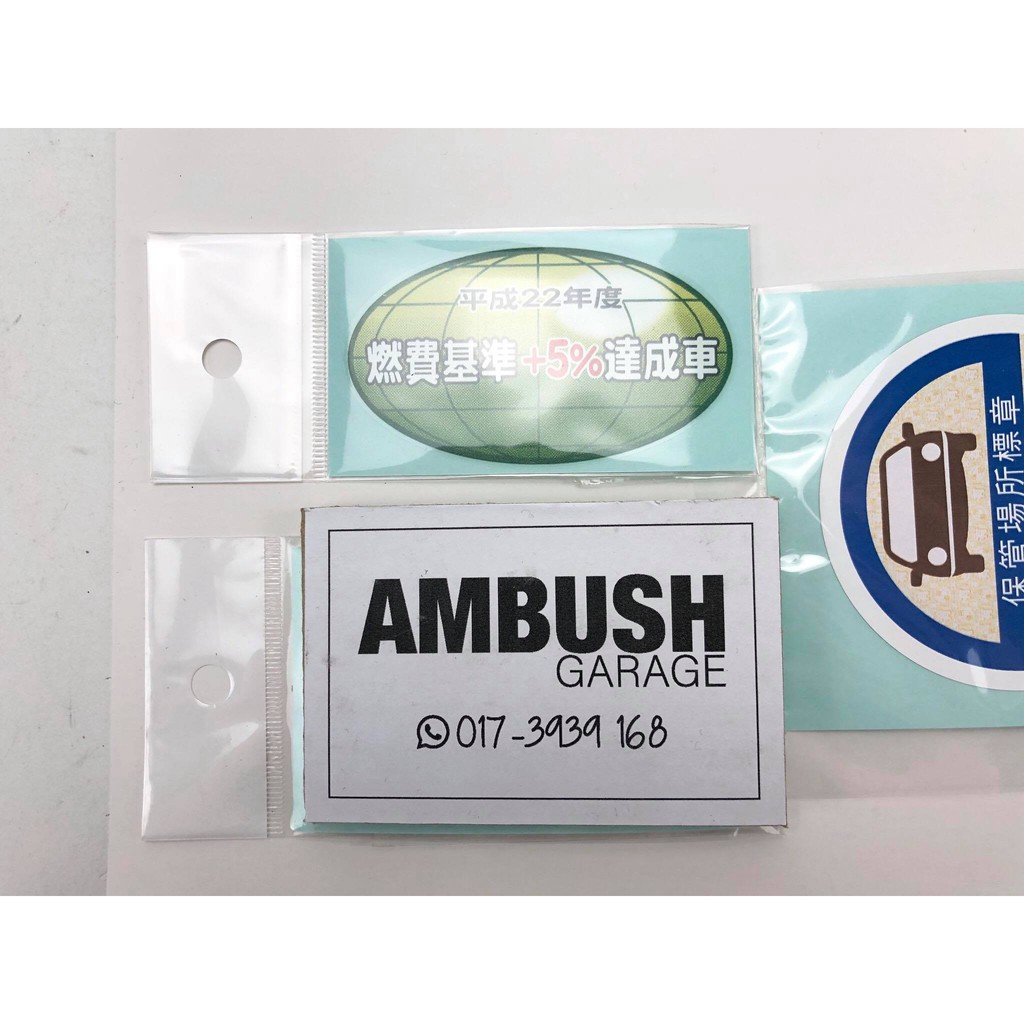 平成22年度
燃費基準+5%達成車
保管場所標章
AMBUSH
GARAGE
017-3939 168